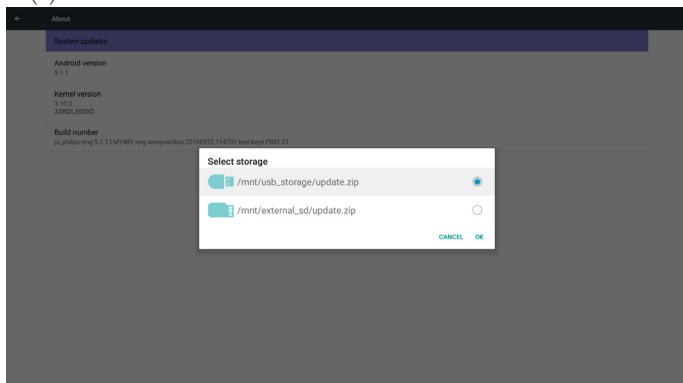 About
System updates
Android version
5.1.1
Kernel version
3.10.0
XXBDL3050Q
Build number
Select storage
/mnt/usb_storage/update.zip
/mnt/external_sd/update.zip
CANCEL OK